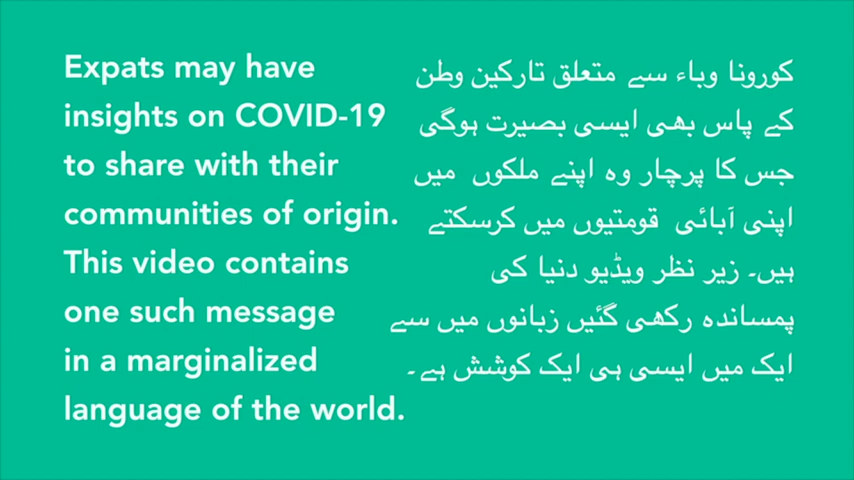 Expats may have
insights on COVID-19
to share with their
communities of origin.
This video contains
one such message
in a marginalized
language of the world.
کورونا وباء سے متعلق تارکین وطن
کے پاس بھی ایسی بصیرت ہوگی
جس کا پرچار وہ اپنے ملکوں میں
اپنی آبائی قومتیوں میں کرسکتے
ہیں۔ زیر نظر ویڈیو دنیا کی
پمساندہ رکھی گئیں زبانوں میں سے
ایک میں ایسی ہی ایک کوشش ہے۔